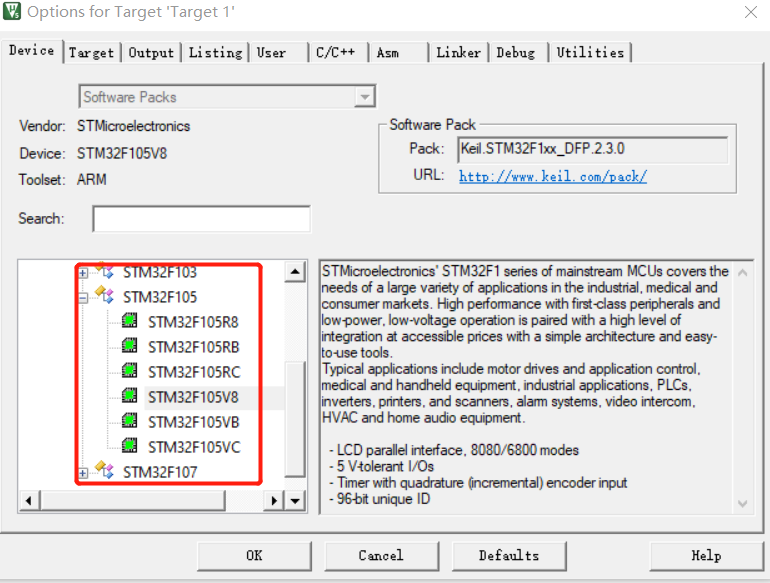 Options for Target 'Target 1'
Device Target Output Listing User C/C++ Asm Linker Debug Utilities
Software Packs
Vendor: STMicroelectronics
Device: STM32F105V8
Toolset: ARM
Search:
Software Pack
Pack: Keil.STM32F1xx_DFP.2.3.0
URL: http://www.keil.com/pack/
STM32F103
STM32F105
STM32F105R8
STM32F105RB
STM32F105RC
STM32F105V8
STM32F105VB
STM32F105VC
STM32F107
STMicroelectronics' STM32F1 series of mainstream MCUs covers the
needs of a large variety of applications in the industrial, medical and
consumer markets. High performance with first-class peripherals and
low-power, low-voltage operation is paired with a high level of
integration at accessible prices with a simple architecture and easy-
to-use tools.
Typical applications include motor drives and application control,
medical and handheld equipment, industrial applications, PLCs,
inverters, printers, and scanners, alarm systems, video intercom,
HVAC and home audio equipment.
- LCD parallel interface, 8080/6800 modes
- 5 V-tolerant I/Os
- Timer with quadrature (incremental) encoder input
- 96-bit unique ID
OK Cancel Defaults Help